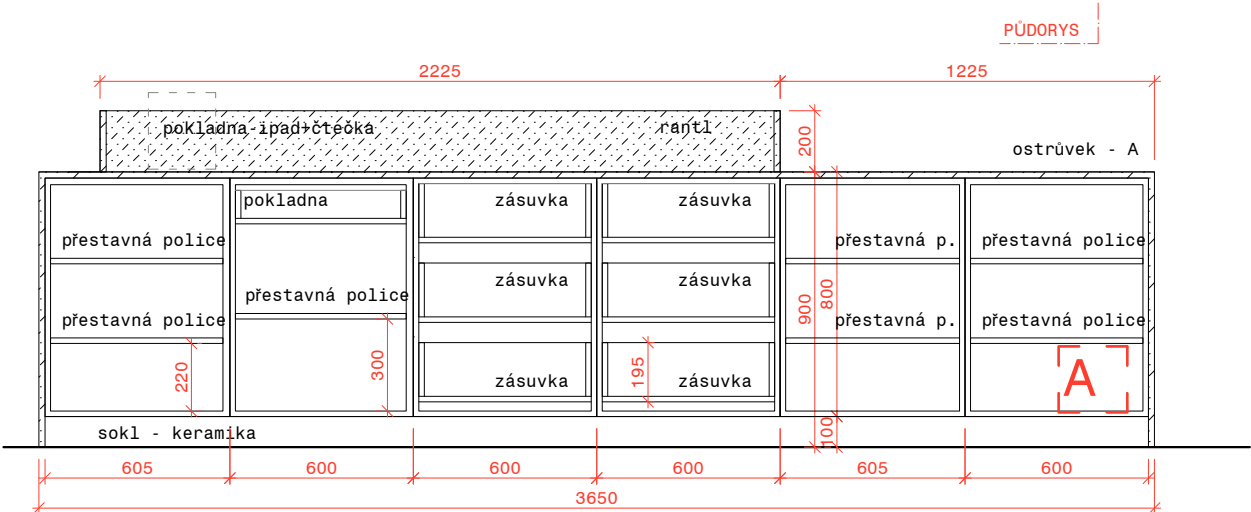 PŮDORYS
2225
1225
pokladna-ipad+čtečka
rantl
200
ostrůvek - A
pokladna
zásuvka
zásuvka
přestavná police
přestavná p.
přestavná police
zásuvka
zásuvka
přestavná police
900
800
přestavná police
přestavná p.
přestavná police
220
300
zásuvka
195
zásuvka
A
sokl - keramika
100
605
600
600
600
605
600
3650